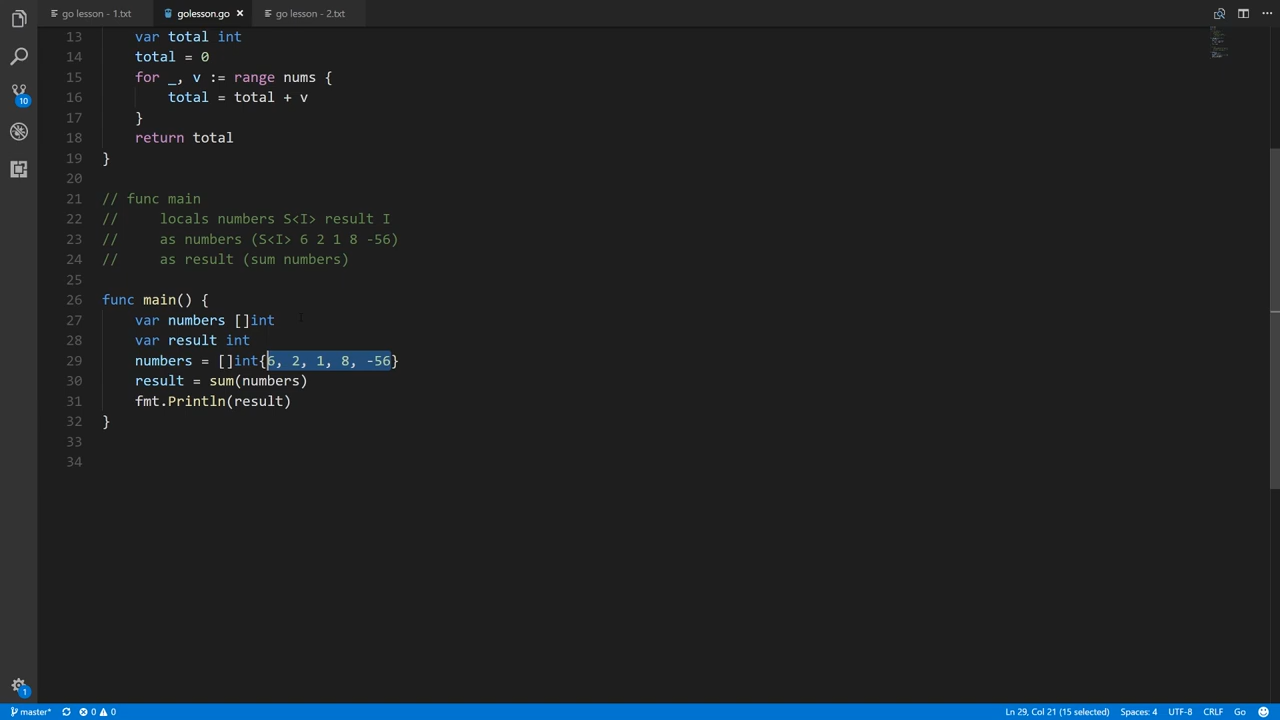 go lesson - 1.txt golesson.go × go lesson - 2.txt ...
13 var total int
14 total = 0
15 for _, v := range nums {
16 total = total + v
17 }
18 return total
19 }
20
21 // func main
22 // locals numbers S<I> result I
23 // as numbers (S<I> 6 2 1 8 -56)
24 // as result (sum numbers)
25
26 func main() {
27 var numbers []int
28 var result int
29 numbers = []int{6, 2, 1, 8, -56}
30 result = sum(numbers)
31 fmt.Println(result)
32 }
33
34
10
1
master* 0 0 Ln 29, Col 21 (15 selected) Spaces: 4 UTF-8 CRLF Go